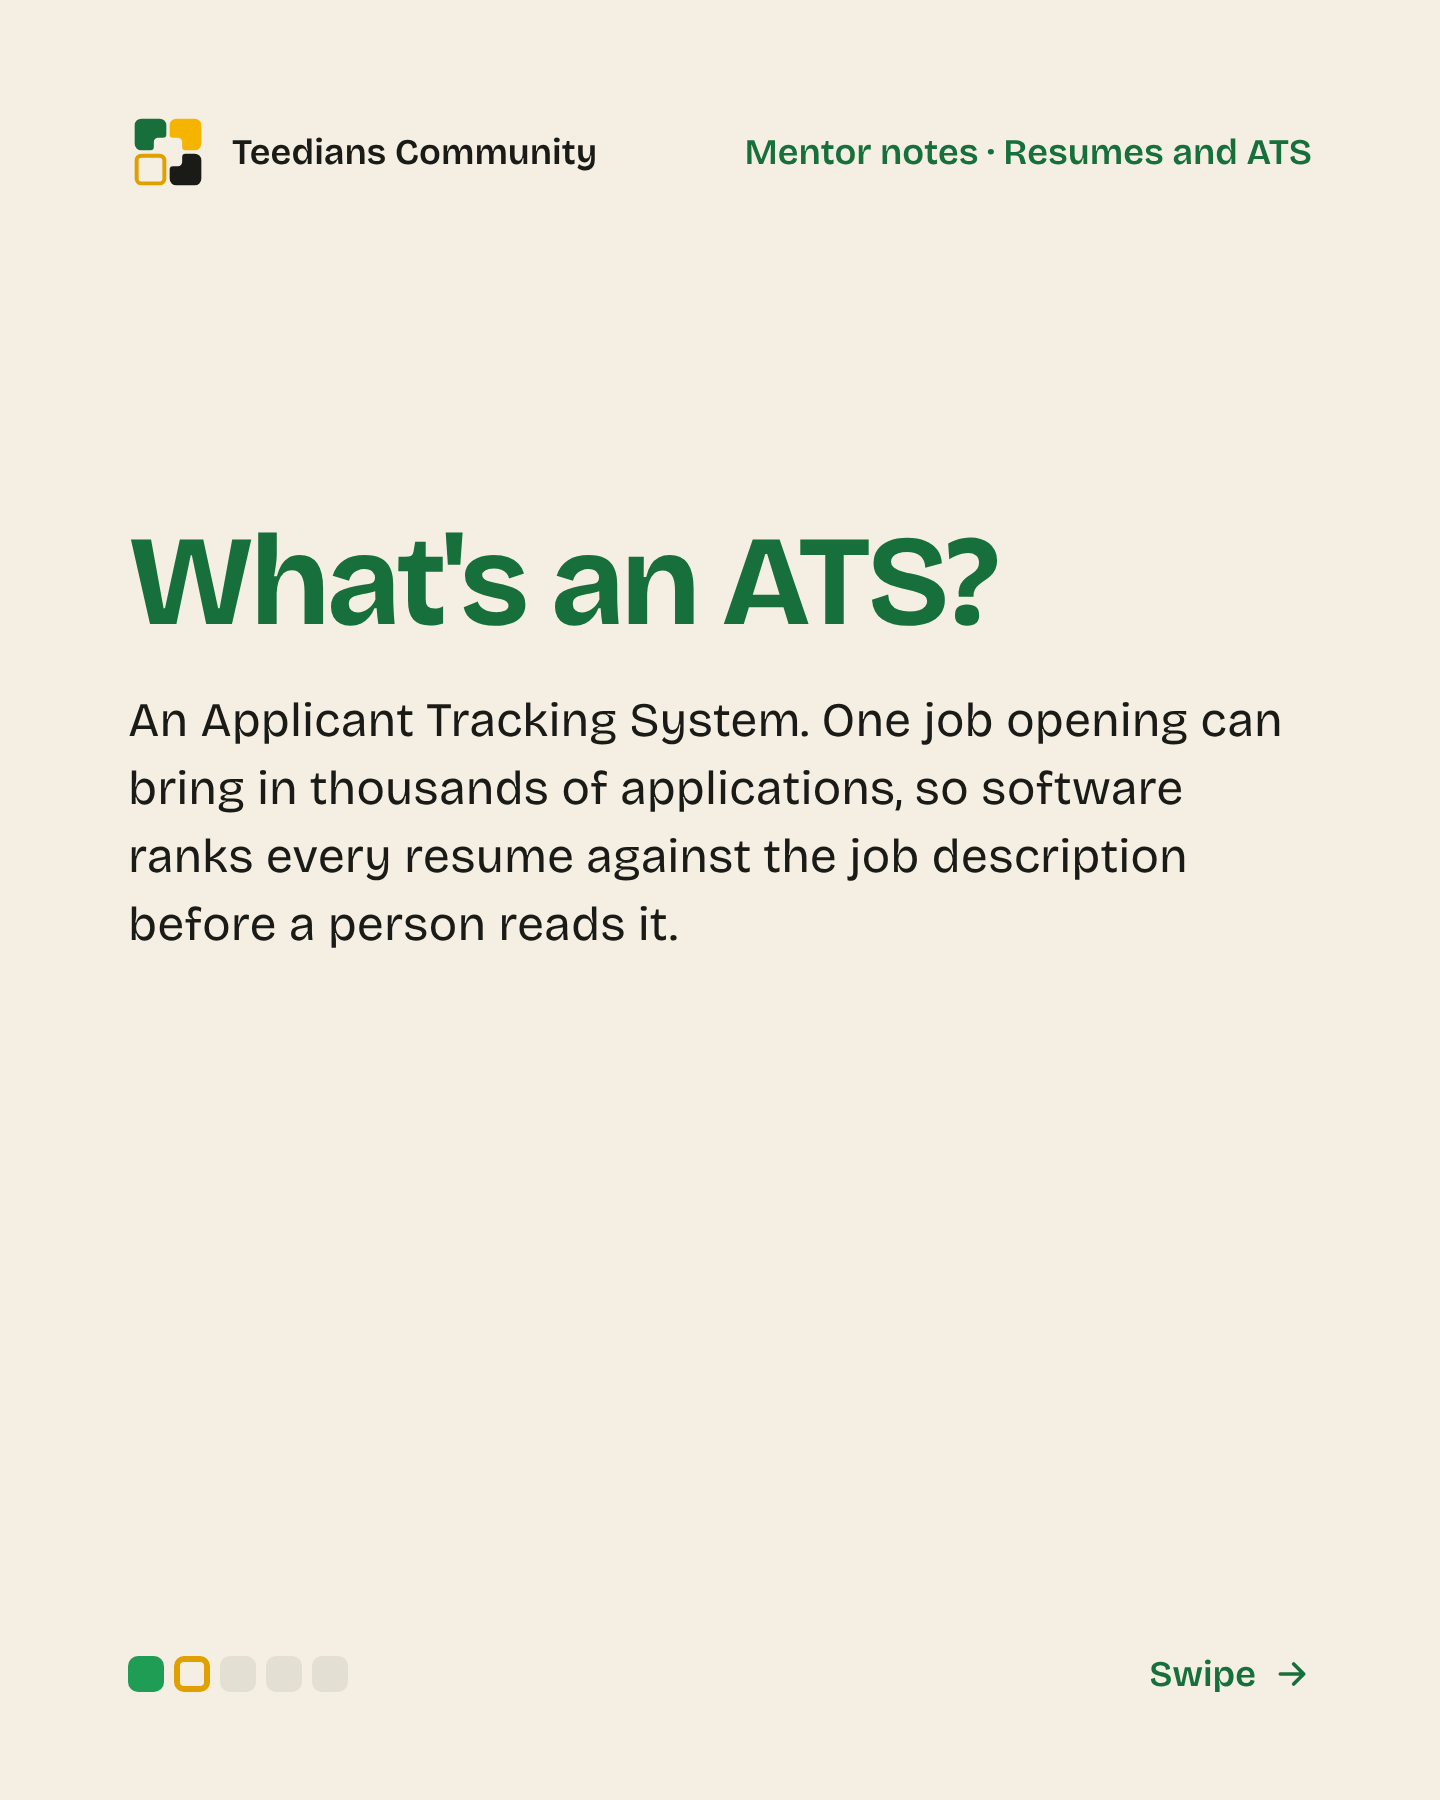 Teedians Community
Mentor notes · Resumes and ATS
What's an ATS?
An Applicant Tracking System. One job opening can
bring in thousands of applications, so software
ranks every resume against the job description
before a person reads it.
Swipe →